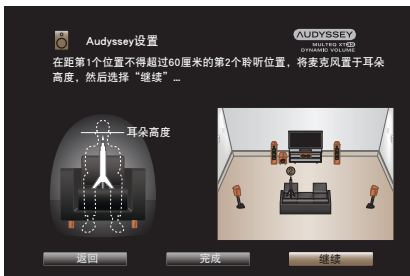 Audyssey设置
AUDYSSEY
MULTEQ XT32
DYNAMIC VOLUME
在距第1个位置不得超过60厘米的第2个聆听位置，将麦克风置于耳朵
高度，然后选择“继续”...
耳朵高度
返回
完成
继续